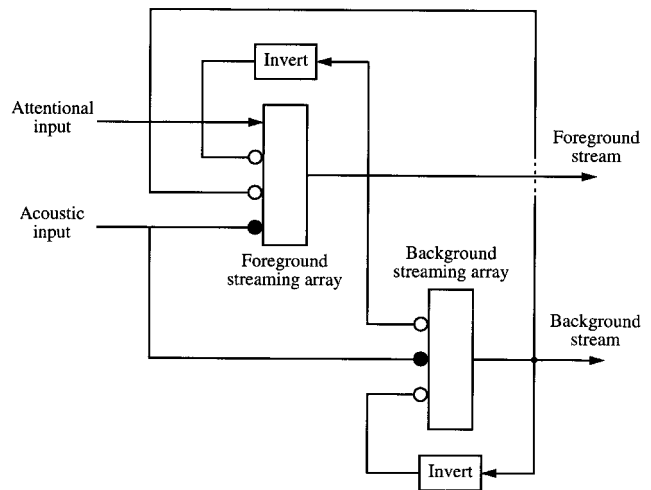 Invert
Attentional
input
Foreground
stream
Acoustic
input
Foreground
streaming array
Background
streaming array
Background
stream
Invert